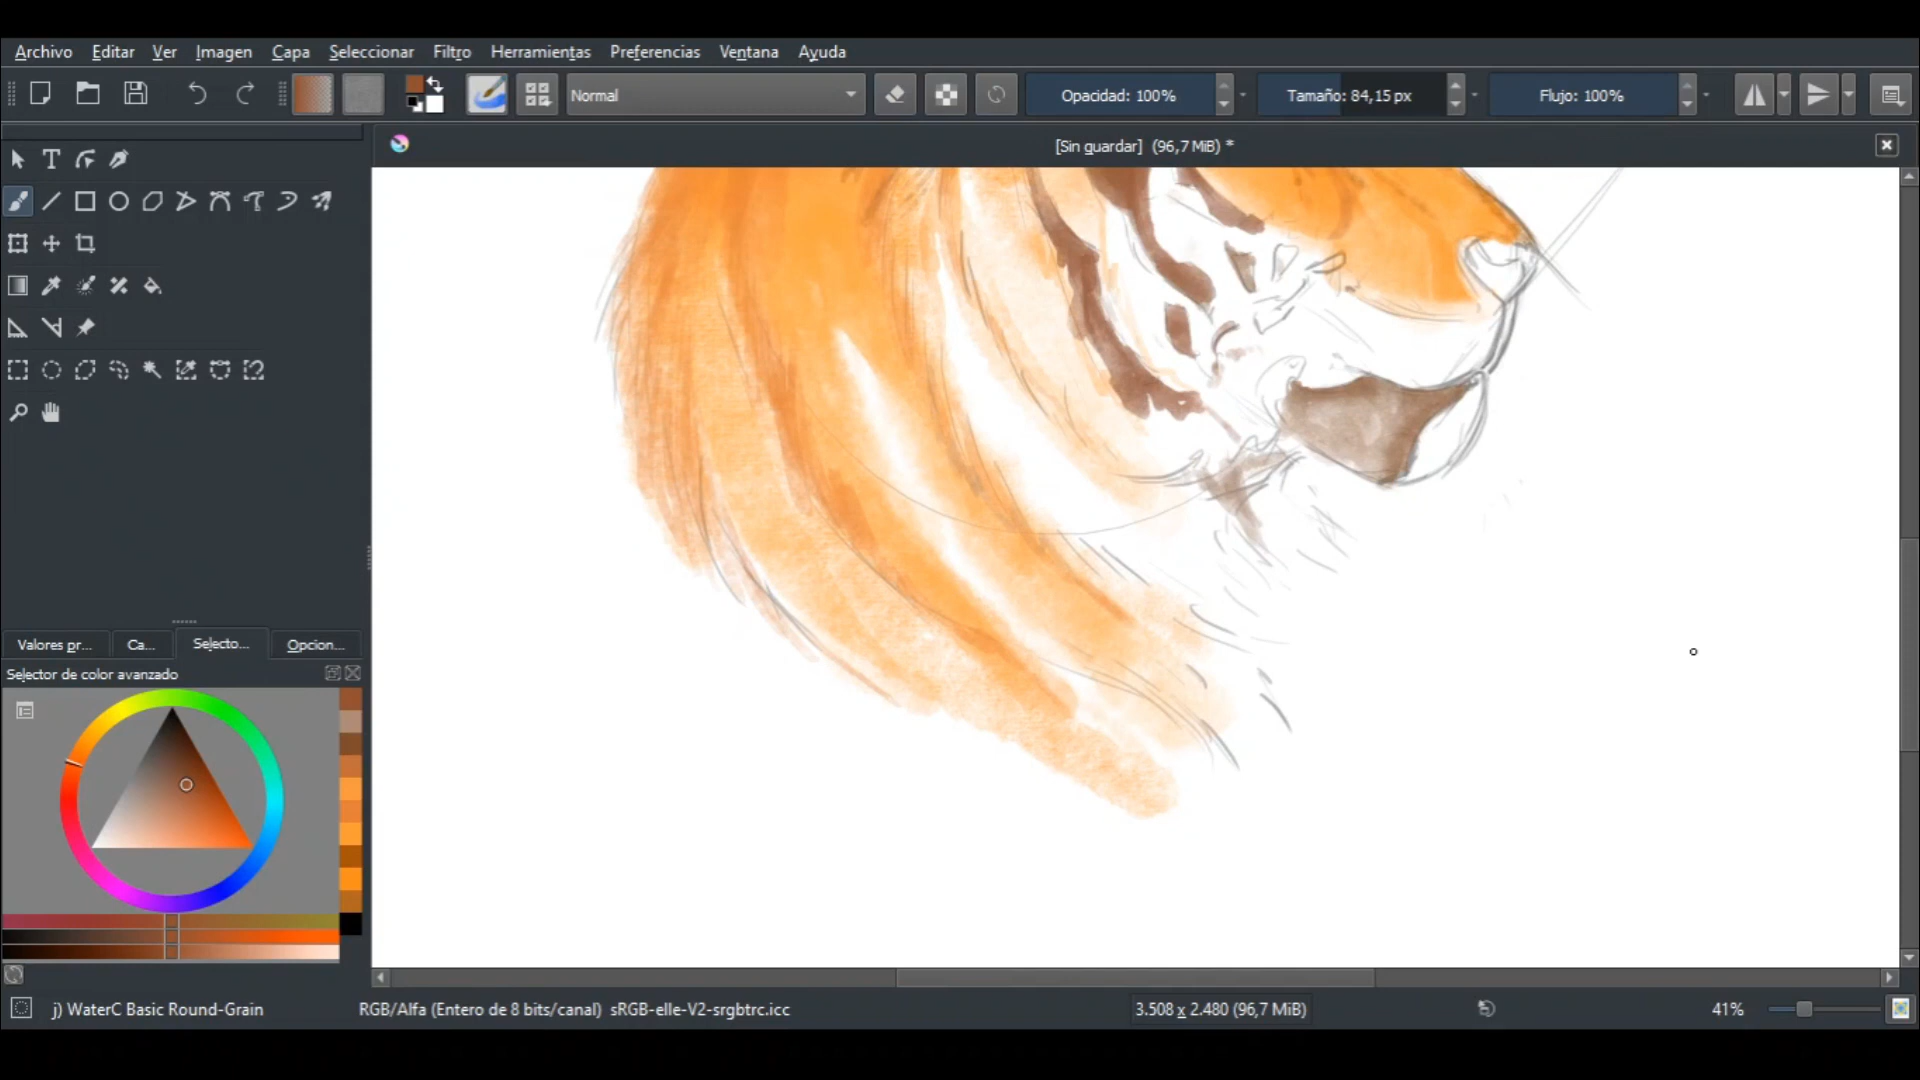 Archivo Editar Ver Imagen Capa Seleccionar Filtro Herramientas Preferencias Ventana Ayuda
Normal Opacidad: 100% Tamaño: 84,15 px Flujo: 100%
[Sin guardar] (96,7 MiB) *
Valores pr... Ca... Selecto... Opcion...
Selector de color avanzado
j) WaterC Basic Round-Grain RGB/Alfa (Entero de 8 bits/canal) sRGB-elle-V2-srgbtrc.icc 3.508 x 2.480 (96,7 MiB) 41%